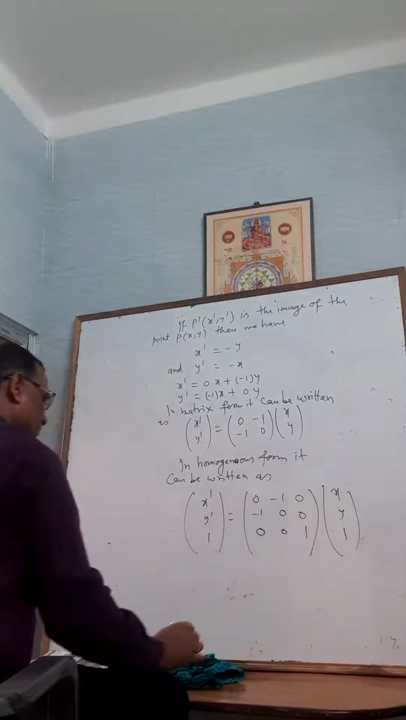 If P'(x', y') is the image of the
point P(x, y) then we have
x' = -y
and y' = -x
x' = 0.x + (-1)y
y' = (-1)x + 0.y
In matrix form it can be written
as (x' y') = (0 -1 -1 0)(x y)
In homogeneous form it
can be written as
(x' y' 1) = (0 -1 0 -1 0 0 0 0 1)(x y 1)